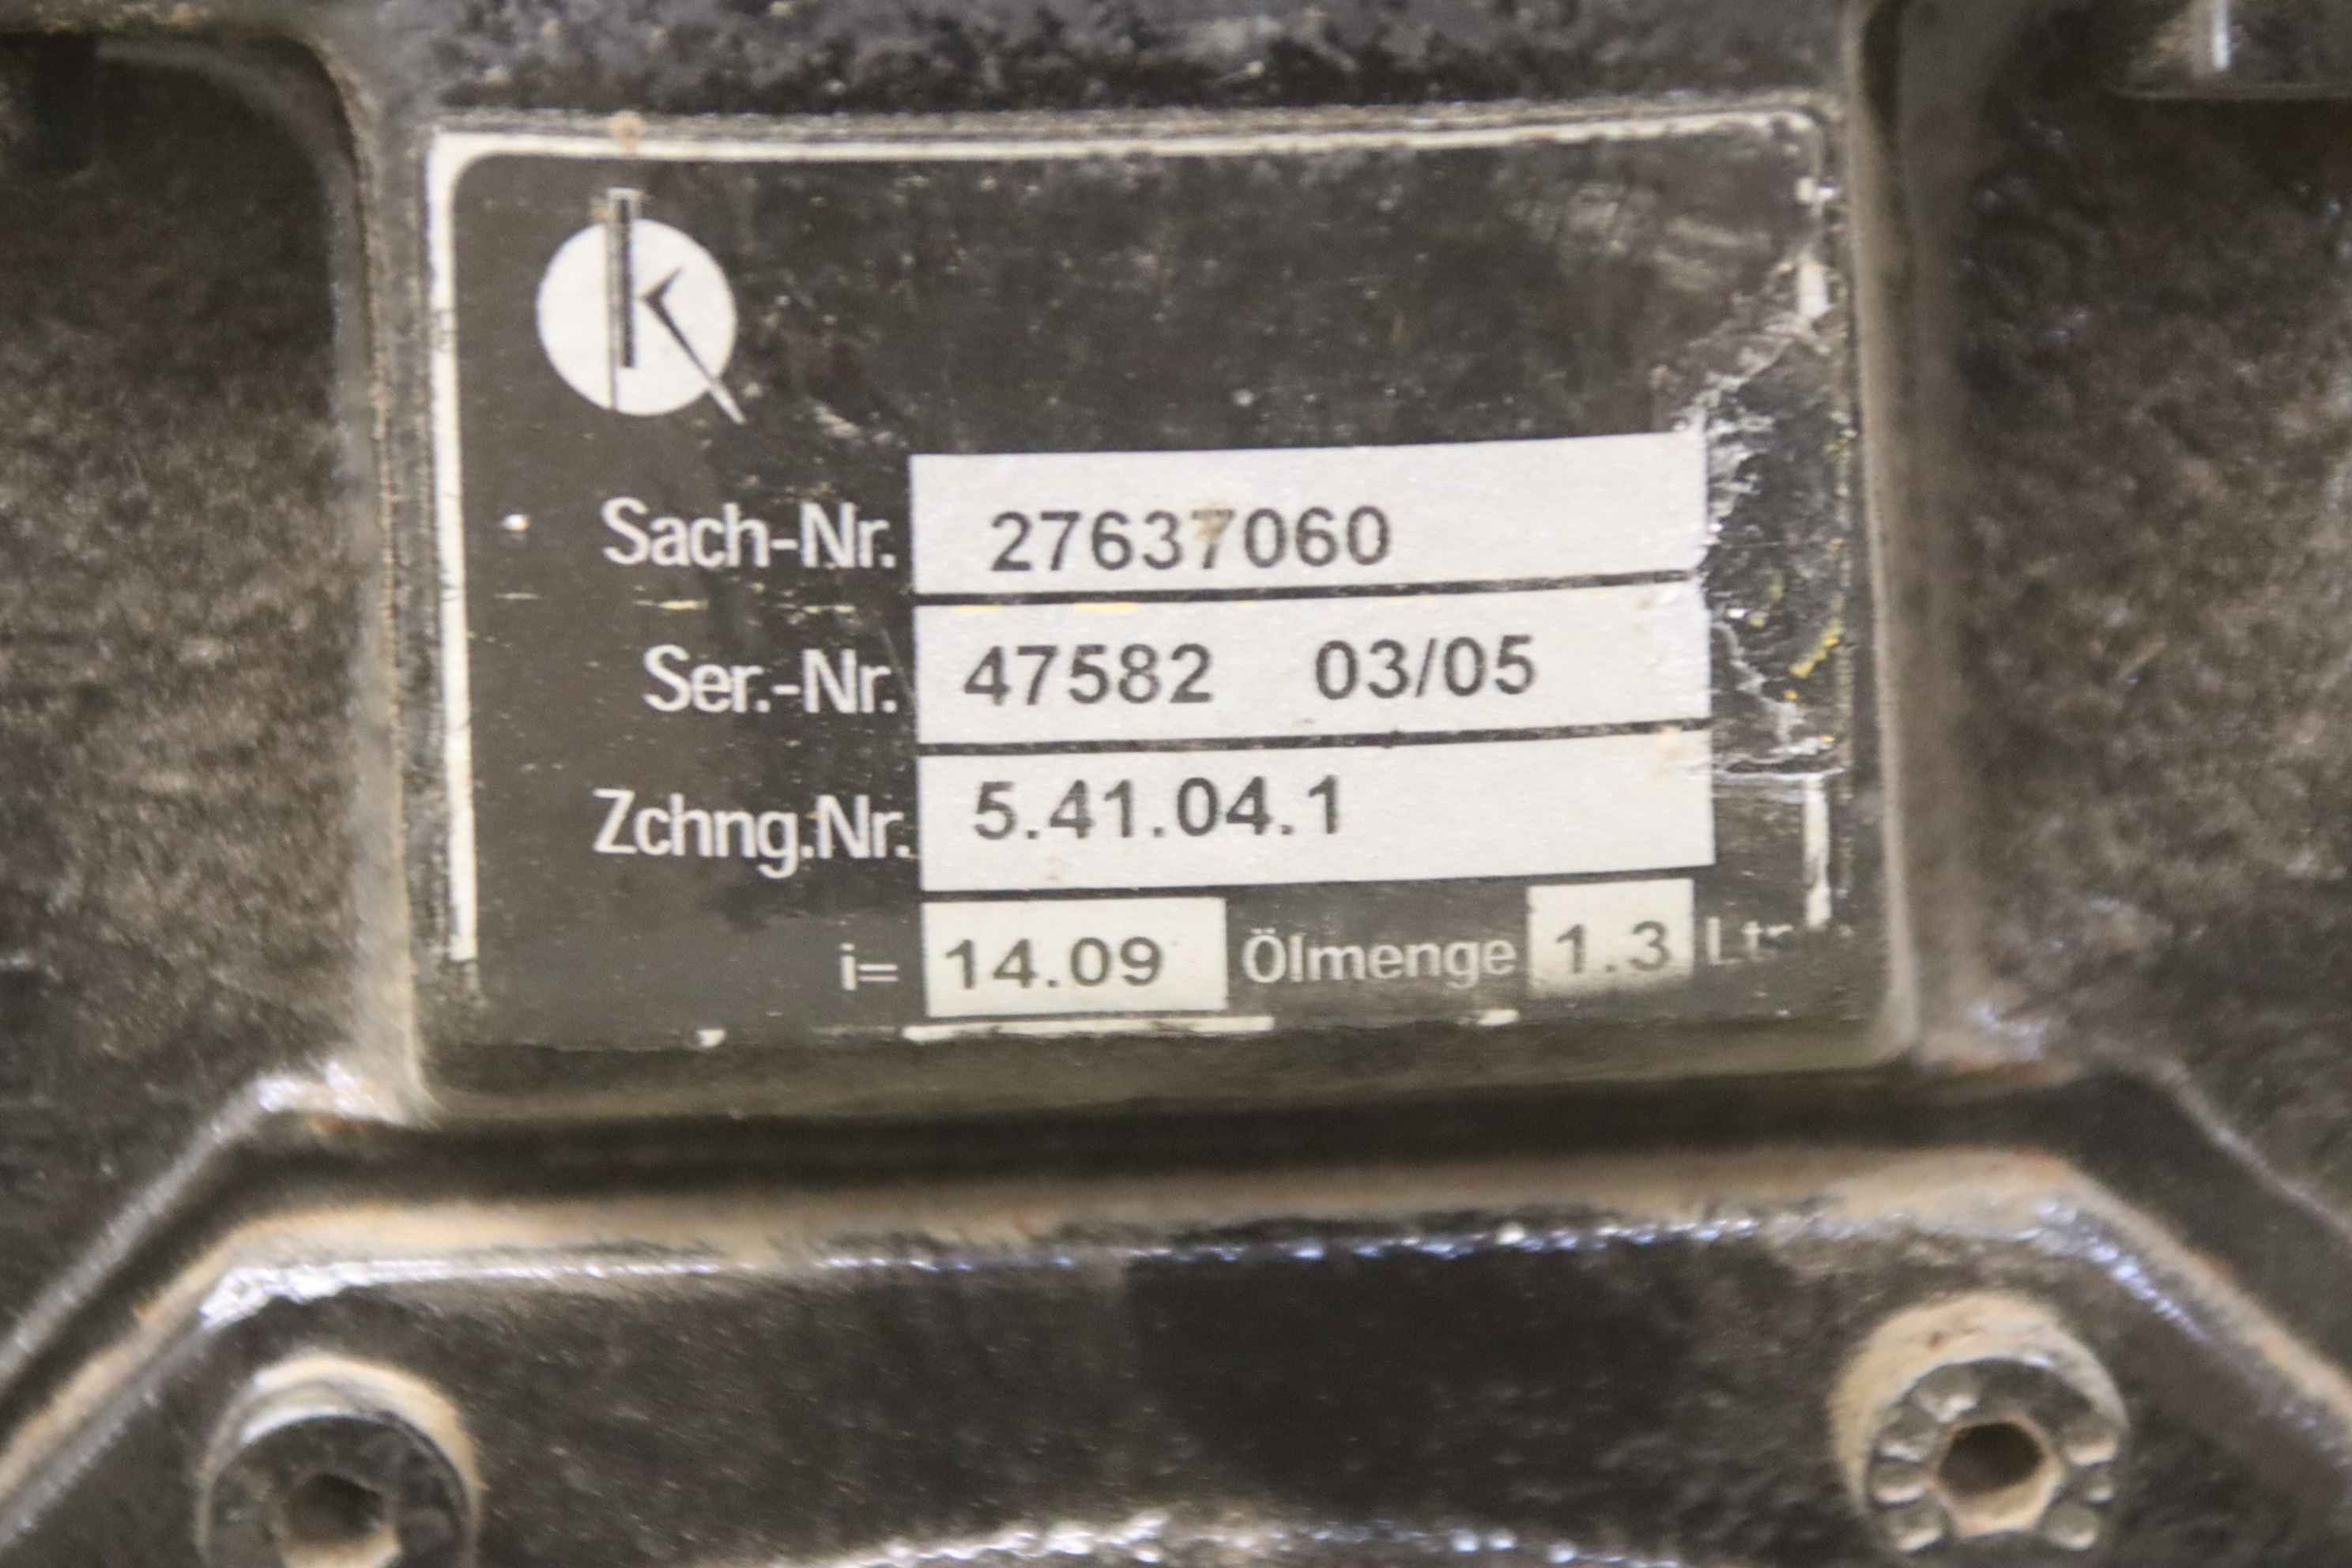 K
Sach-Nr. 27637060
Ser.-Nr. 47582 03/05
Zchng.Nr. 5.41.04.1
i= 14.09 Ölmenge 1.3 Ltr